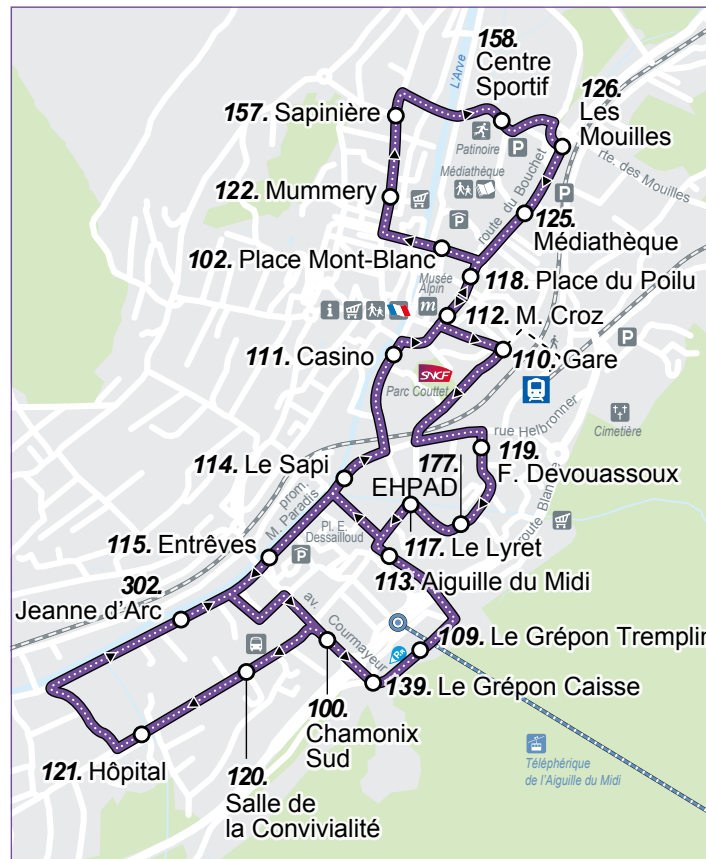 158.
Centre
Sportif
126.
Les
Mouilles
L'Arve
157. Sapinière
Patinoire
P
rte. des Mouilles
Médiathèque
route du Bouchet
P
122. Mummery
P
125.
Médiathèque
102. Place Mont-Blanc
118. Place du Poilu
Musée
Alpin
m
i
112. M. Croz
P
111. Casino
110. Gare
SNCF
Parc Couttet
rue Helbronner
Cimetière
119.
F. Devouassoux
177.
EHPAD
114. Le Sapi
route Blanche
prom.
M. Paradis
Pl. E.
Dessailloud
P
117. Le Lyret
115. Entrêves
113. Aiguille du Midi
302.
Jeanne d'Arc
av. Courmayeur
109. Le Grépon Tremplin
139. Le Grépon Caisse
100.
Chamonix
Sud
121. Hôpital
120.
Salle de
la Convivialité
Téléphérique
de l'Aiguille du Midi